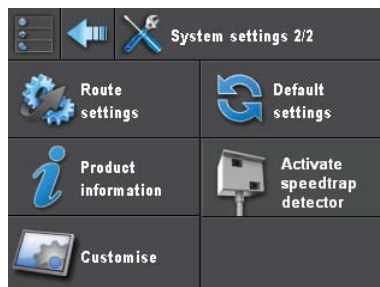 System settings 2/2
Route
settings
Default
settings
Product
information
Activate
speedtrap
detector
Customise